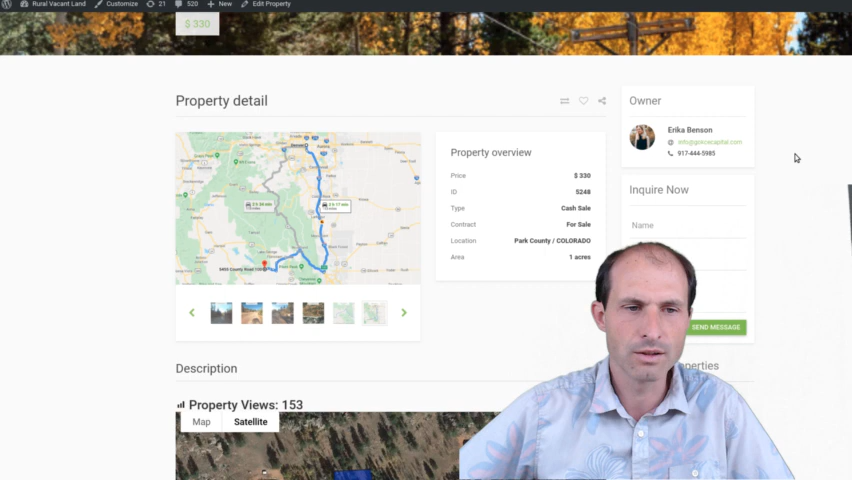 Rural Vacant Land Customize 21 520 New Edit Property
$ 330
Property detail
Owner
Erika Benson
info@gokcecapital.com
917-444-5985
Property overview
Price $ 330
ID 5248
Type Cash Sale
Contract For Sale
Location Park County / COLORADO
Area 1 acres
Inquire Now
Name
SEND MESSAGE
Description
Property Views: 153
Map Satellite